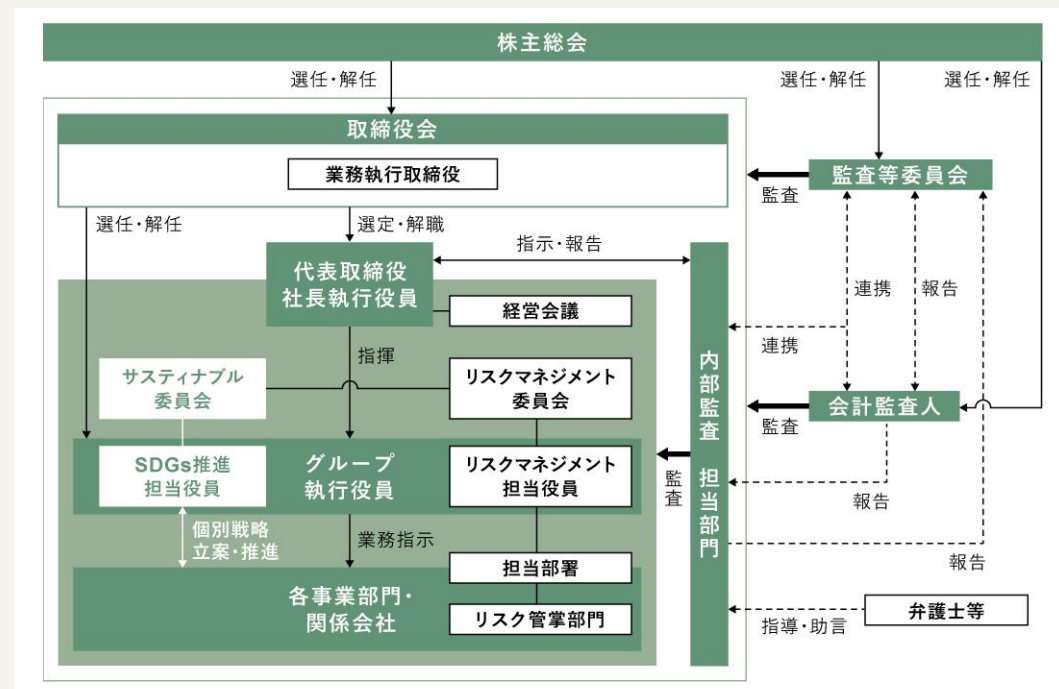 株主総会
選任・解任
選任・解任
選任・解任
取締役会
業務執行取締役
監査等委員会
監査
選任・解任
選定・解職
指示・報告
代表取締役
社長執行役員
経営会議
連携
報告
連携
指揮
サスティナブル
委員会
リスクマネジメント
委員会
内部監査 担当部門
会計監査人
監査
SDGs推進
担当役員
グループ
執行役員
リスクマネジメント
担当役員
監査
報告
個別戦略
立案・推進
業務指示
担当部署
報告
各事業部門・
関係会社
リスク管掌部門
指導・助言
弁護士等